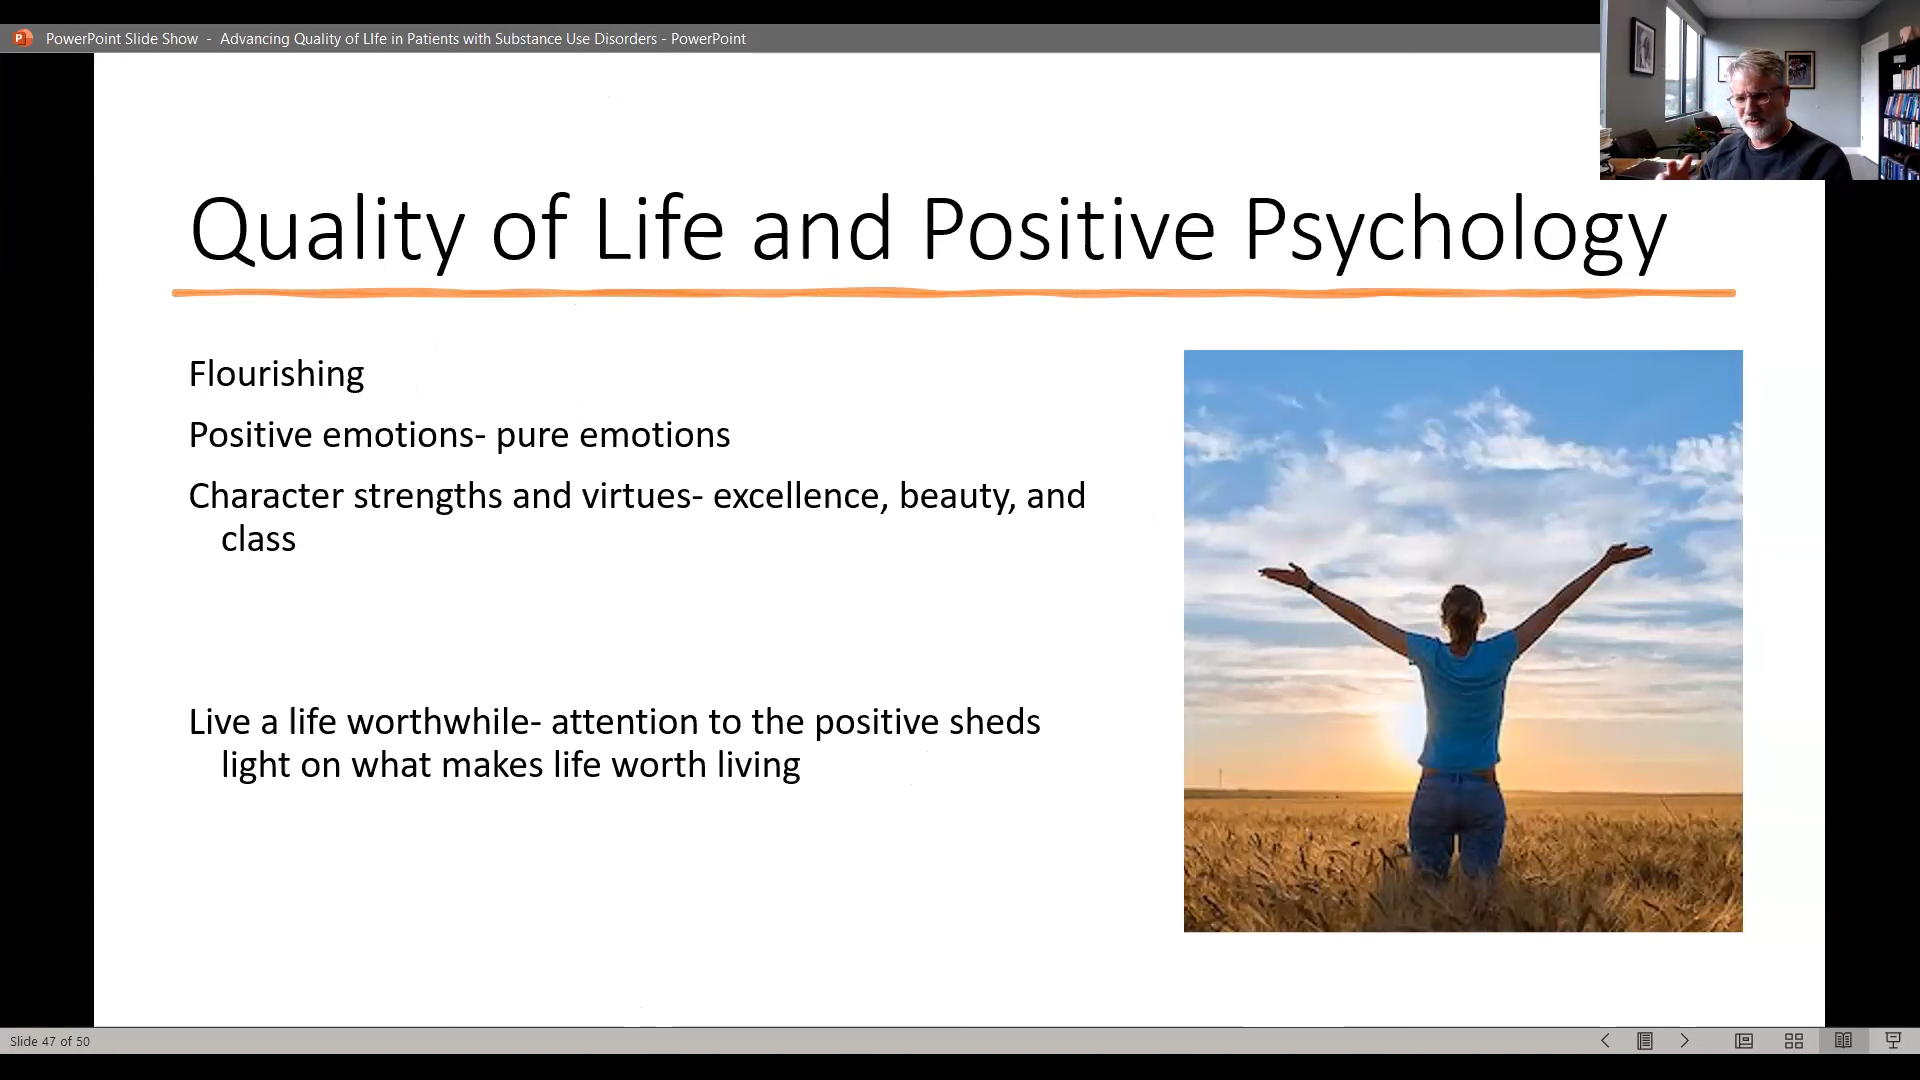 PowerPoint Slide Show - Advancing Quality of LIfe in Patients with Substance Use Disorders - PowerPoint
Quality of Life and Positive Psychology
Flourishing
Positive emotions- pure emotions
Character strengths and virtues- excellence, beauty, and
class
Live a life worthwhile- attention to the positive sheds
light on what makes life worth living
Slide 47 of 50